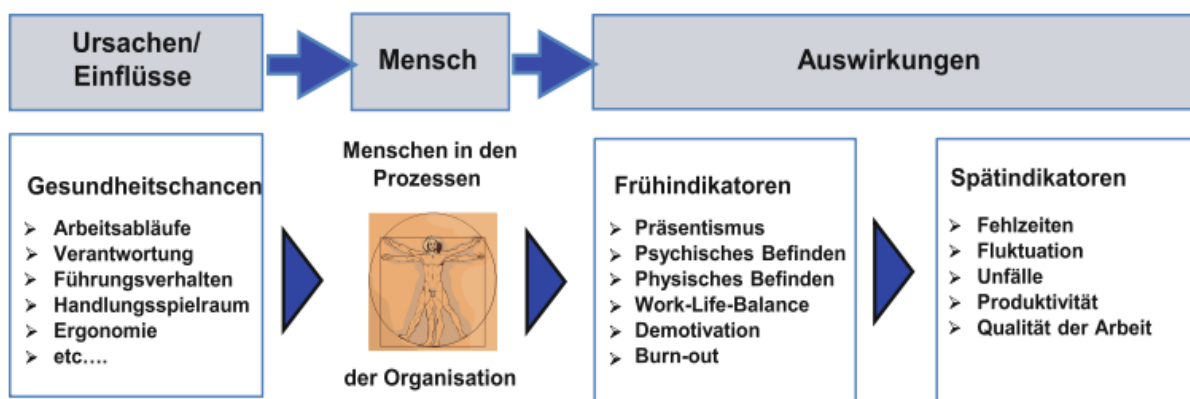 Ursachen/
Einflüsse
Mensch
Auswirkungen
Gesundheitschancen
➢ Arbeitsabläufe
➢ Verantwortung
➢ Führungsverhalten
➢ Handlungsspielraum
➢ Ergonomie
➢ etc....
Menschen in den
Prozessen
der Organisation
Frühindikatoren
➢ Präsentismus
➢ Psychisches Befinden
➢ Physisches Befinden
➢ Work-Life-Balance
➢ Demotivation
➢ Burn-out
Spätindikatoren
➢ Fehlzeiten
➢ Fluktuation
➢ Unfälle
➢ Produktivität
➢ Qualität der Arbeit